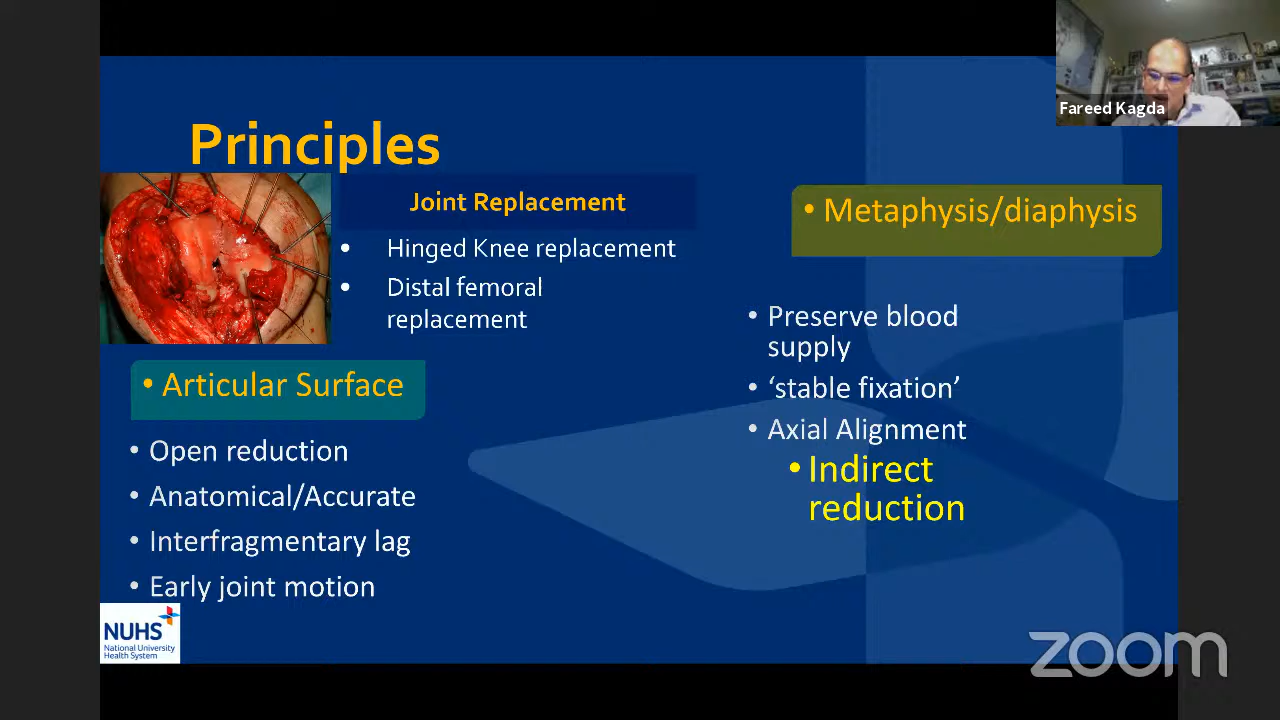 Fareed Kagda
Principles
Joint Replacement
• Hinged Knee replacement
• Distal femoral
replacement
• Articular Surface
• Open reduction
• Anatomical/Accurate
• Interfragmentary lag
• Early joint motion
• Metaphysis/diaphysis
• Preserve blood
supply
• ‘stable fixation’
• Axial Alignment
• Indirect
reduction
NUHS
National University
Health System
zoom